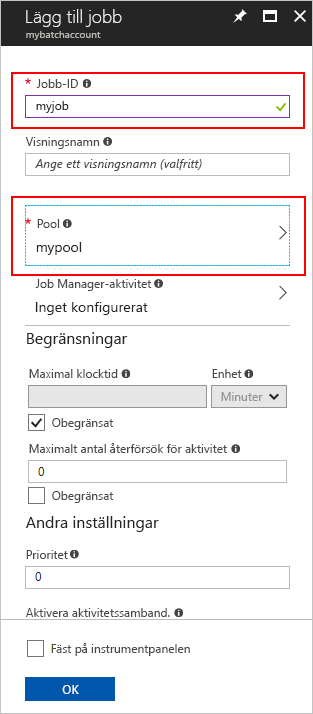 Lägg till jobb
mybatchaccount
* Jobb-ID
myjob
Visningsnamn
Ange ett visningsnamn (valfritt)
* Pool
mypool
Job Manager-aktivitet
Inget konfigurerat
Begränsningar
Maximal klocktid Enhet
Minuter
Obegränsat
Maximalt antal återförsök för aktivitet
0
Obegränsat
Andra inställningar
Prioritet
0
Aktivera aktivitetssamband.
Fäst på instrumentpanelen
OK